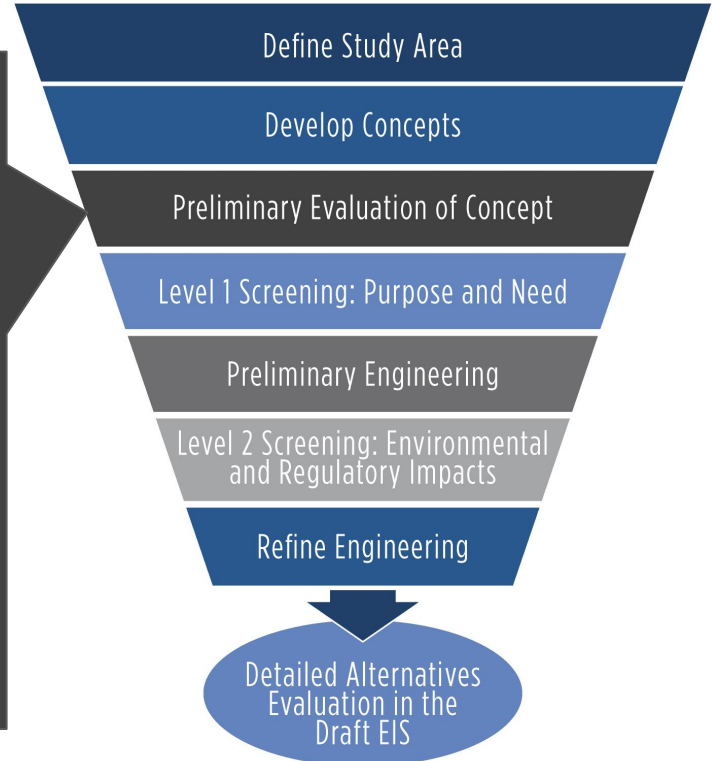 Define Study Area
Develop Concepts
Preliminary Evaluation of Concept
Level 1 Screening: Purpose and Need
Preliminary Engineering
Level 2 Screening: Environmental
and Regulatory Impacts
Refine Engineering
Detailed Alternatives
Evaluation in the
Draft EIS